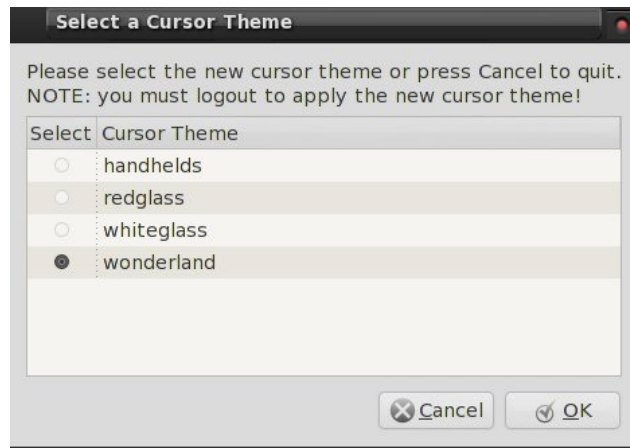 Select a Cursor Theme
Please select the new cursor theme or press Cancel to quit.
NOTE: you must logout to apply the new cursor theme!
Select Cursor Theme
handhelds
redglass
whiteglass
wonderland
Cancel OK